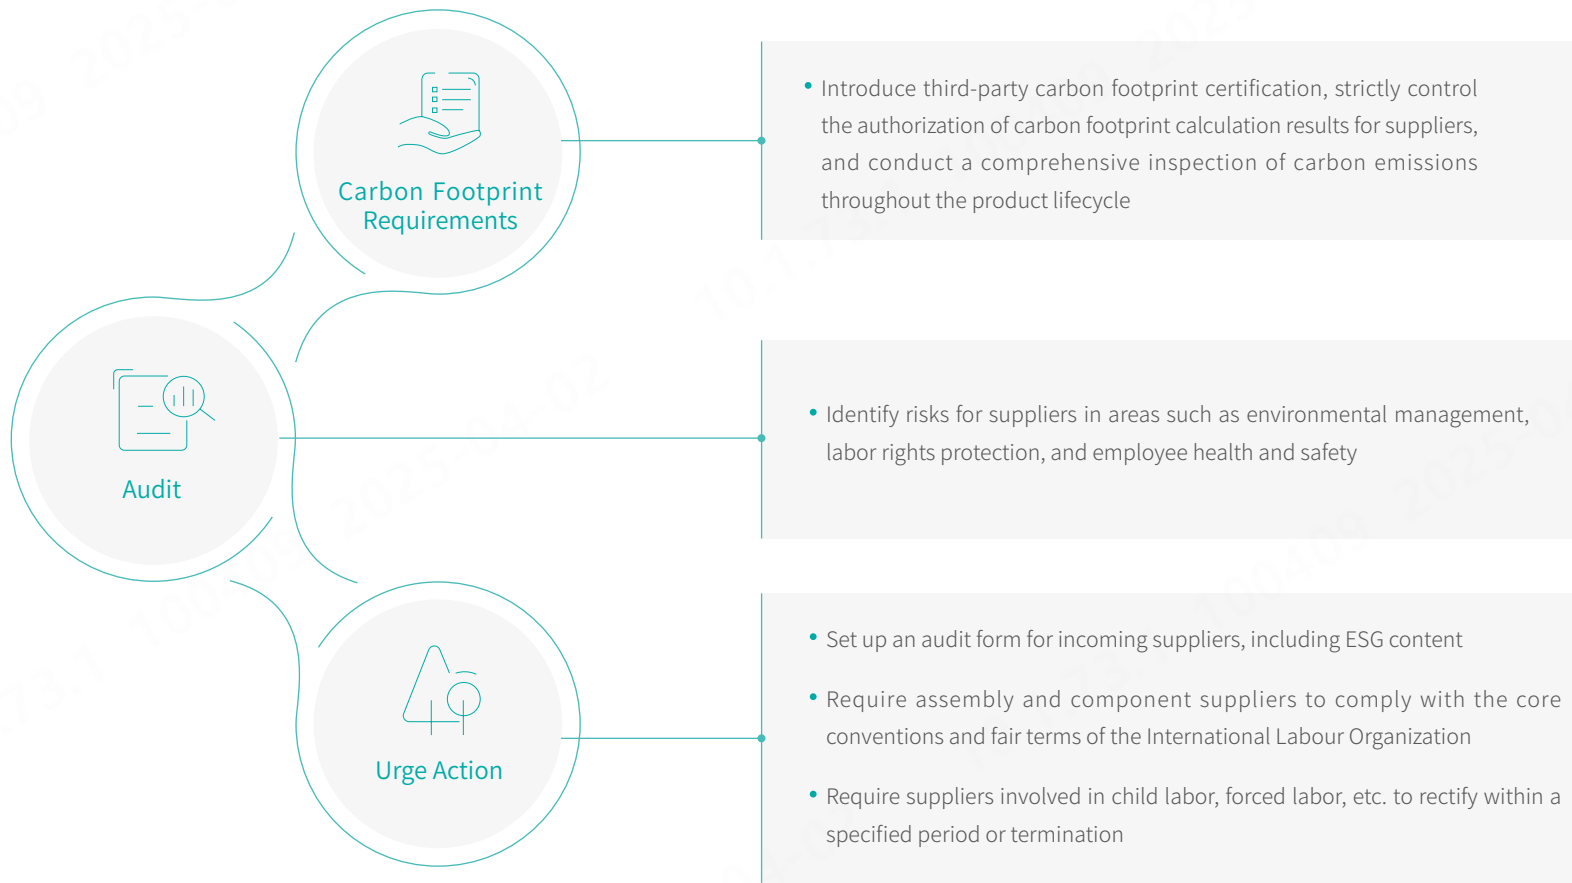 Carbon Footprint
Requirements
• Introduce third-party carbon footprint certification, strictly control
the authorization of carbon footprint calculation results for suppliers,
and conduct a comprehensive inspection of carbon emissions
throughout the product lifecycle
Audit
• Identify risks for suppliers in areas such as environmental management,
labor rights protection, and employee health and safety
Urge Action
• Set up an audit form for incoming suppliers, including ESG content
• Require assembly and component suppliers to comply with the core
conventions and fair terms of the International Labour Organization
• Require suppliers involved in child labor, forced labor, etc. to rectify within a
specified period or termination